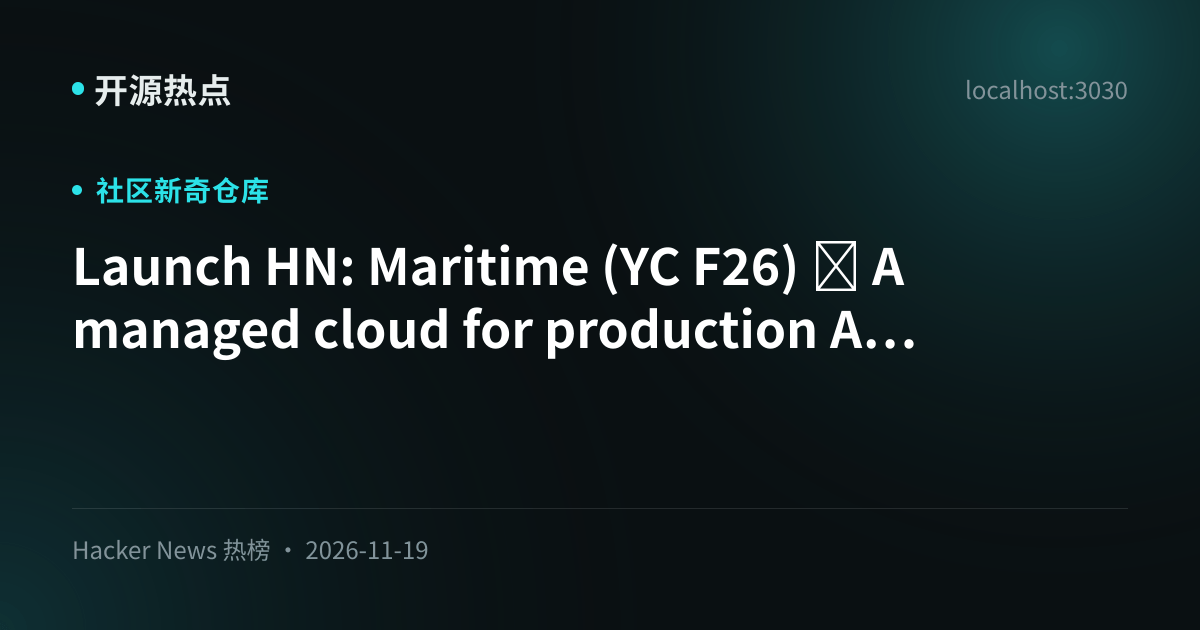 开源热点
localhost:3030
社区新奇仓库
Launch HN: Maritime (YC F26) A
managed cloud for production A…
Hacker News 热榜 · 2026-11-19